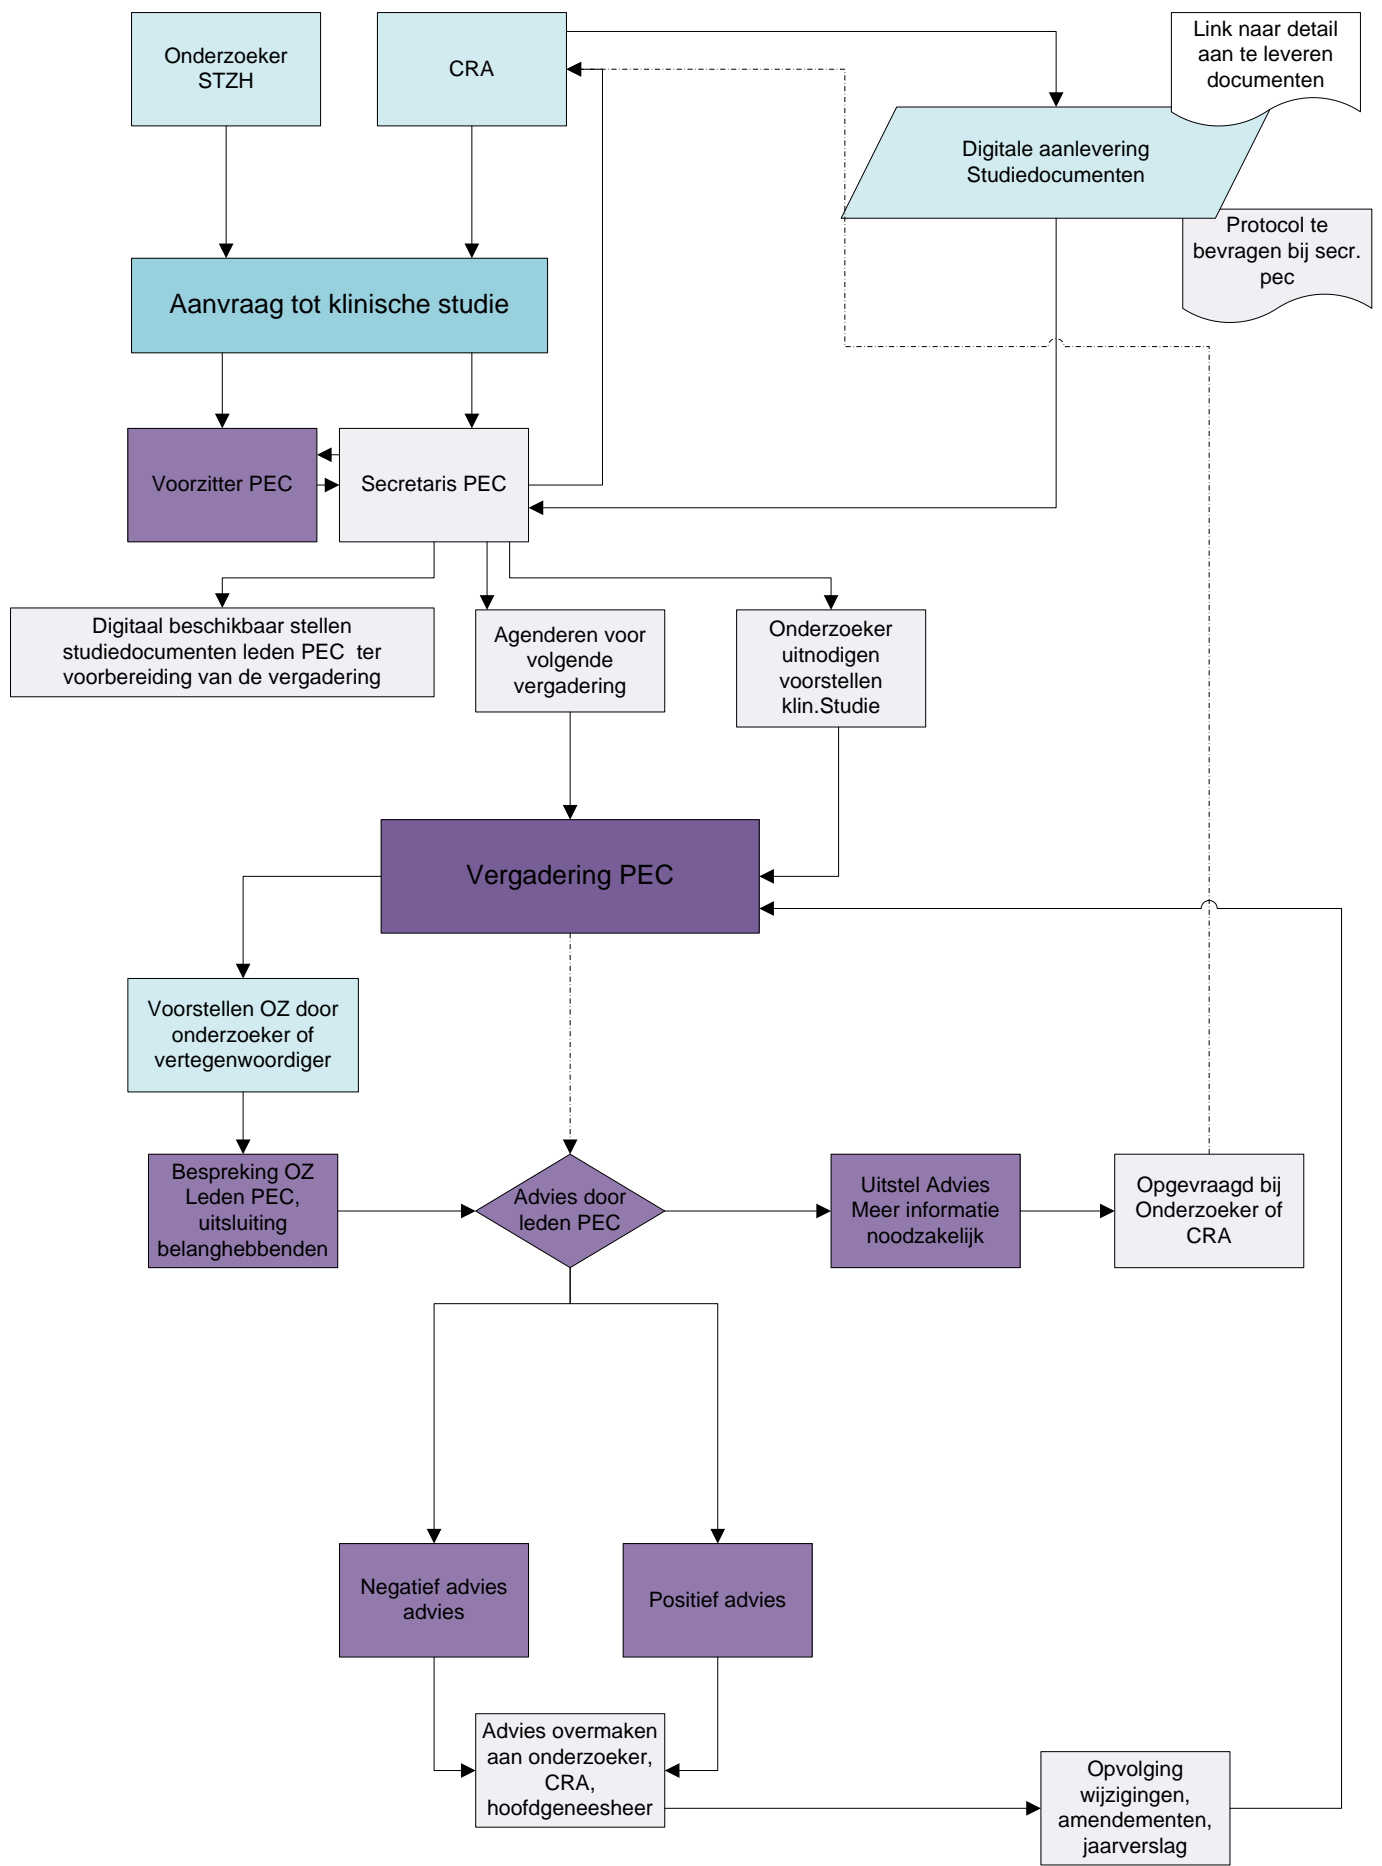 Onderzoeker
STZH
CRA
Link naar detail
aan te leveren
documenten
Digitale aanlevering
Studiedocumenten
Protocol te
bevragen bij secr.
pec
Aanvraag tot klinische studie
Voorzitter PEC
Secretaris PEC
Digitaal beschikbaar stellen
studiedocumenten leden PEC  ter
voorbereiding van de vergadering
Agenderen voor
volgende
vergadering
Onderzoeker
uitnodigen
voorstellen
klin.Studie
Vergadering PEC
Voorstellen OZ door
onderzoeker of
vertegenwoordiger
Bespreking OZ
Leden PEC,
uitsluiting
belanghebbenden
Advies door
leden PEC
Uitstel Advies
Meer informatie
noodzakelijk
Opgevraagd bij
Onderzoeker of
CRA
Negatief advies
advies
Positief advies
Advies overmaken
aan onderzoeker,
CRA,
hoofdgeneesheer
Opvolging
wijzigingen,
amendementen,
jaarverslag